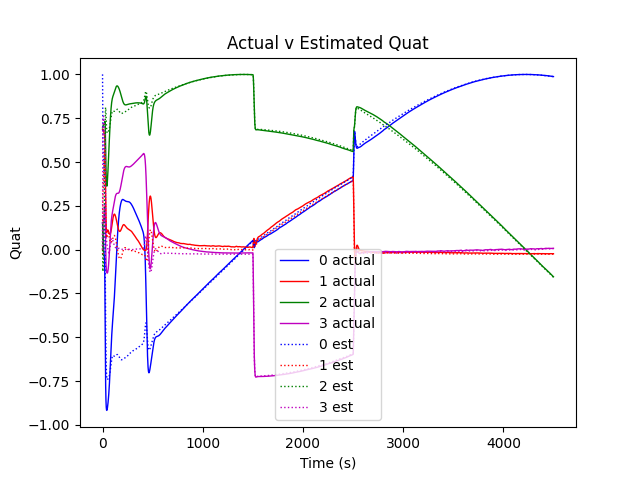 Actual v Estimated Quat
1.00
0.75
0.50
0.25
0.00
−0.25
−0.50
−0.75
−1.00
Quat
0 actual
1 actual
2 actual
3 actual
0 est
1 est
2 est
3 est
0 1000 2000 3000 4000
Time (s)